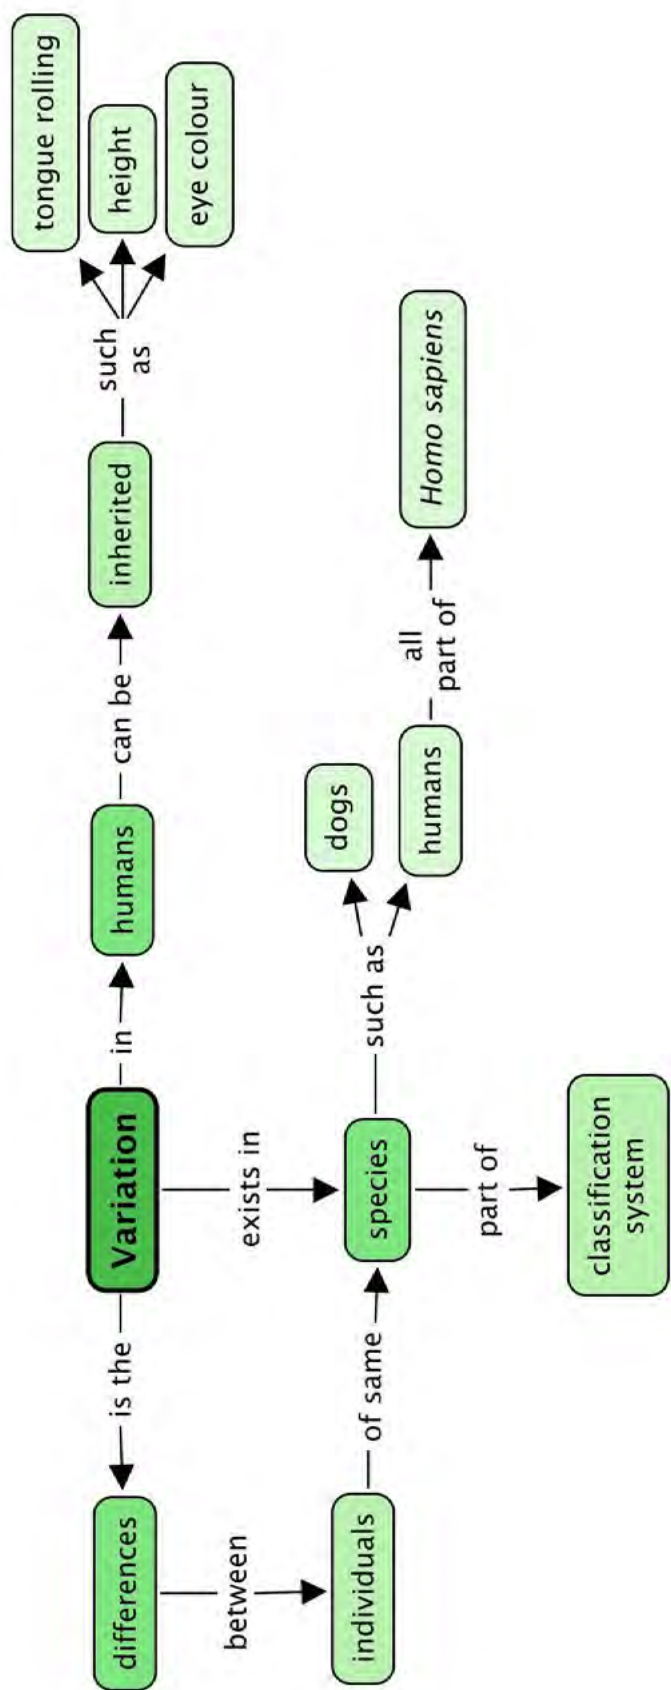 tongue rolling
differences
is the
Variation
in
humans
can be
inherited
such
as
height
eye colour
between
exists in
dogs
individuals
of same
species
such as
humans
all
part of
Homo sapiens
part of
classification
system